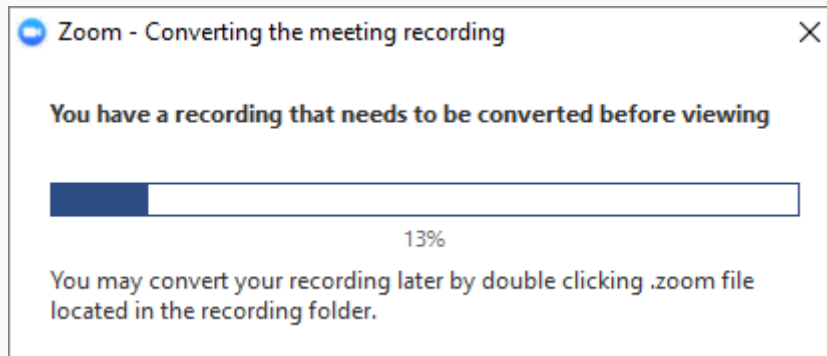 Zoom - Converting the meeting recording
You have a recording that needs to be converted before viewing
13%
You may convert your recording later by double clicking .zoom file
located in the recording folder.